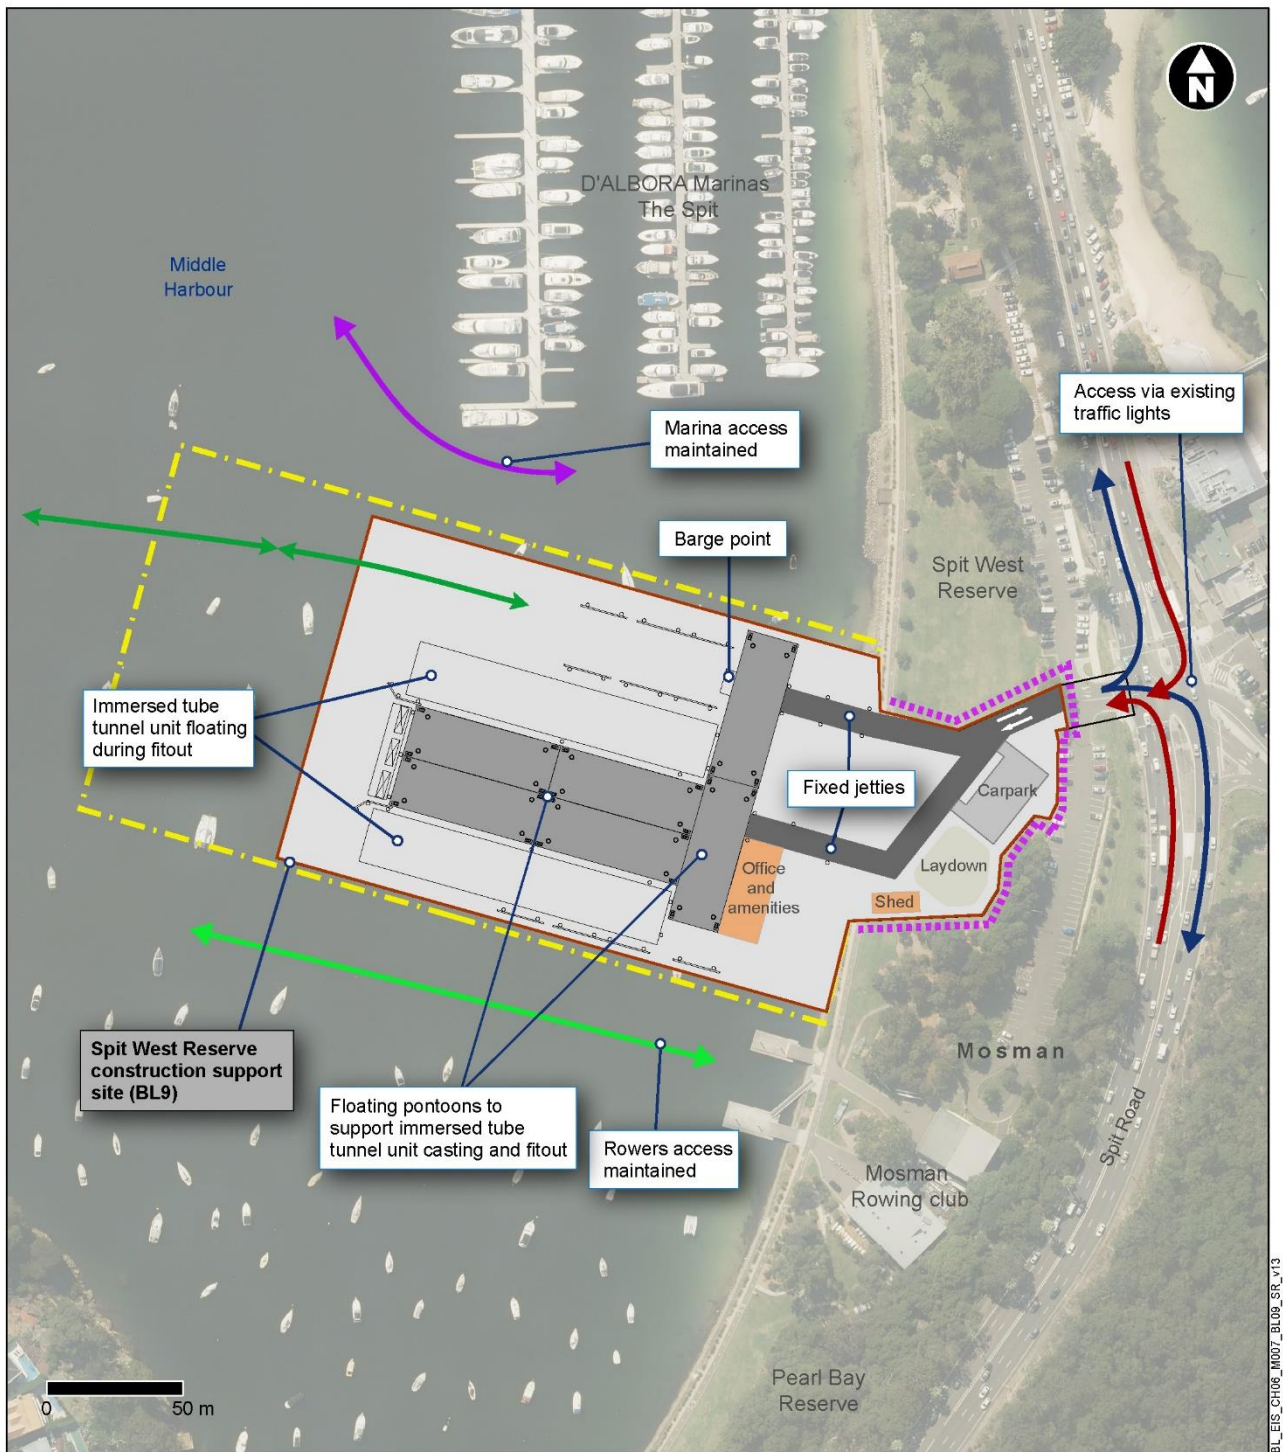 N
D'ALBORA Marinas
The Spit
Middle
Harbour
Access via existing
traffic lights
Marina access
maintained
Barge point
Spit West
Reserve
Immersed tube
tunnel unit floating
during fitout
Fixed jetties
Carpark
Office
and
amenities
Laydown
Shed
Spit West Reserve
construction support
site (BL9)
Floating pontoons to
support immersed tube
tunnel unit casting and fitout
Rowers access
maintained
Mosman
Spit Road
Mosman
Rowing club
Pearl Bay
Reserve
0 50 m
BL_EIS_CH06_M007_BL09_SR_v13